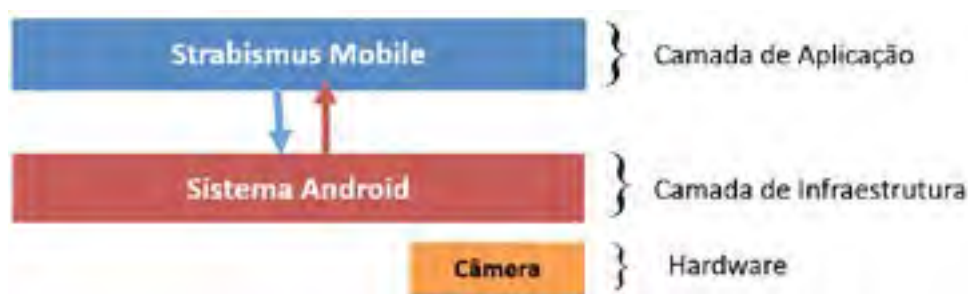 Strabismus Mobile } Camada de Aplicação
Sistema Android } Camada de Infraestrutura
Câmera } Hardware